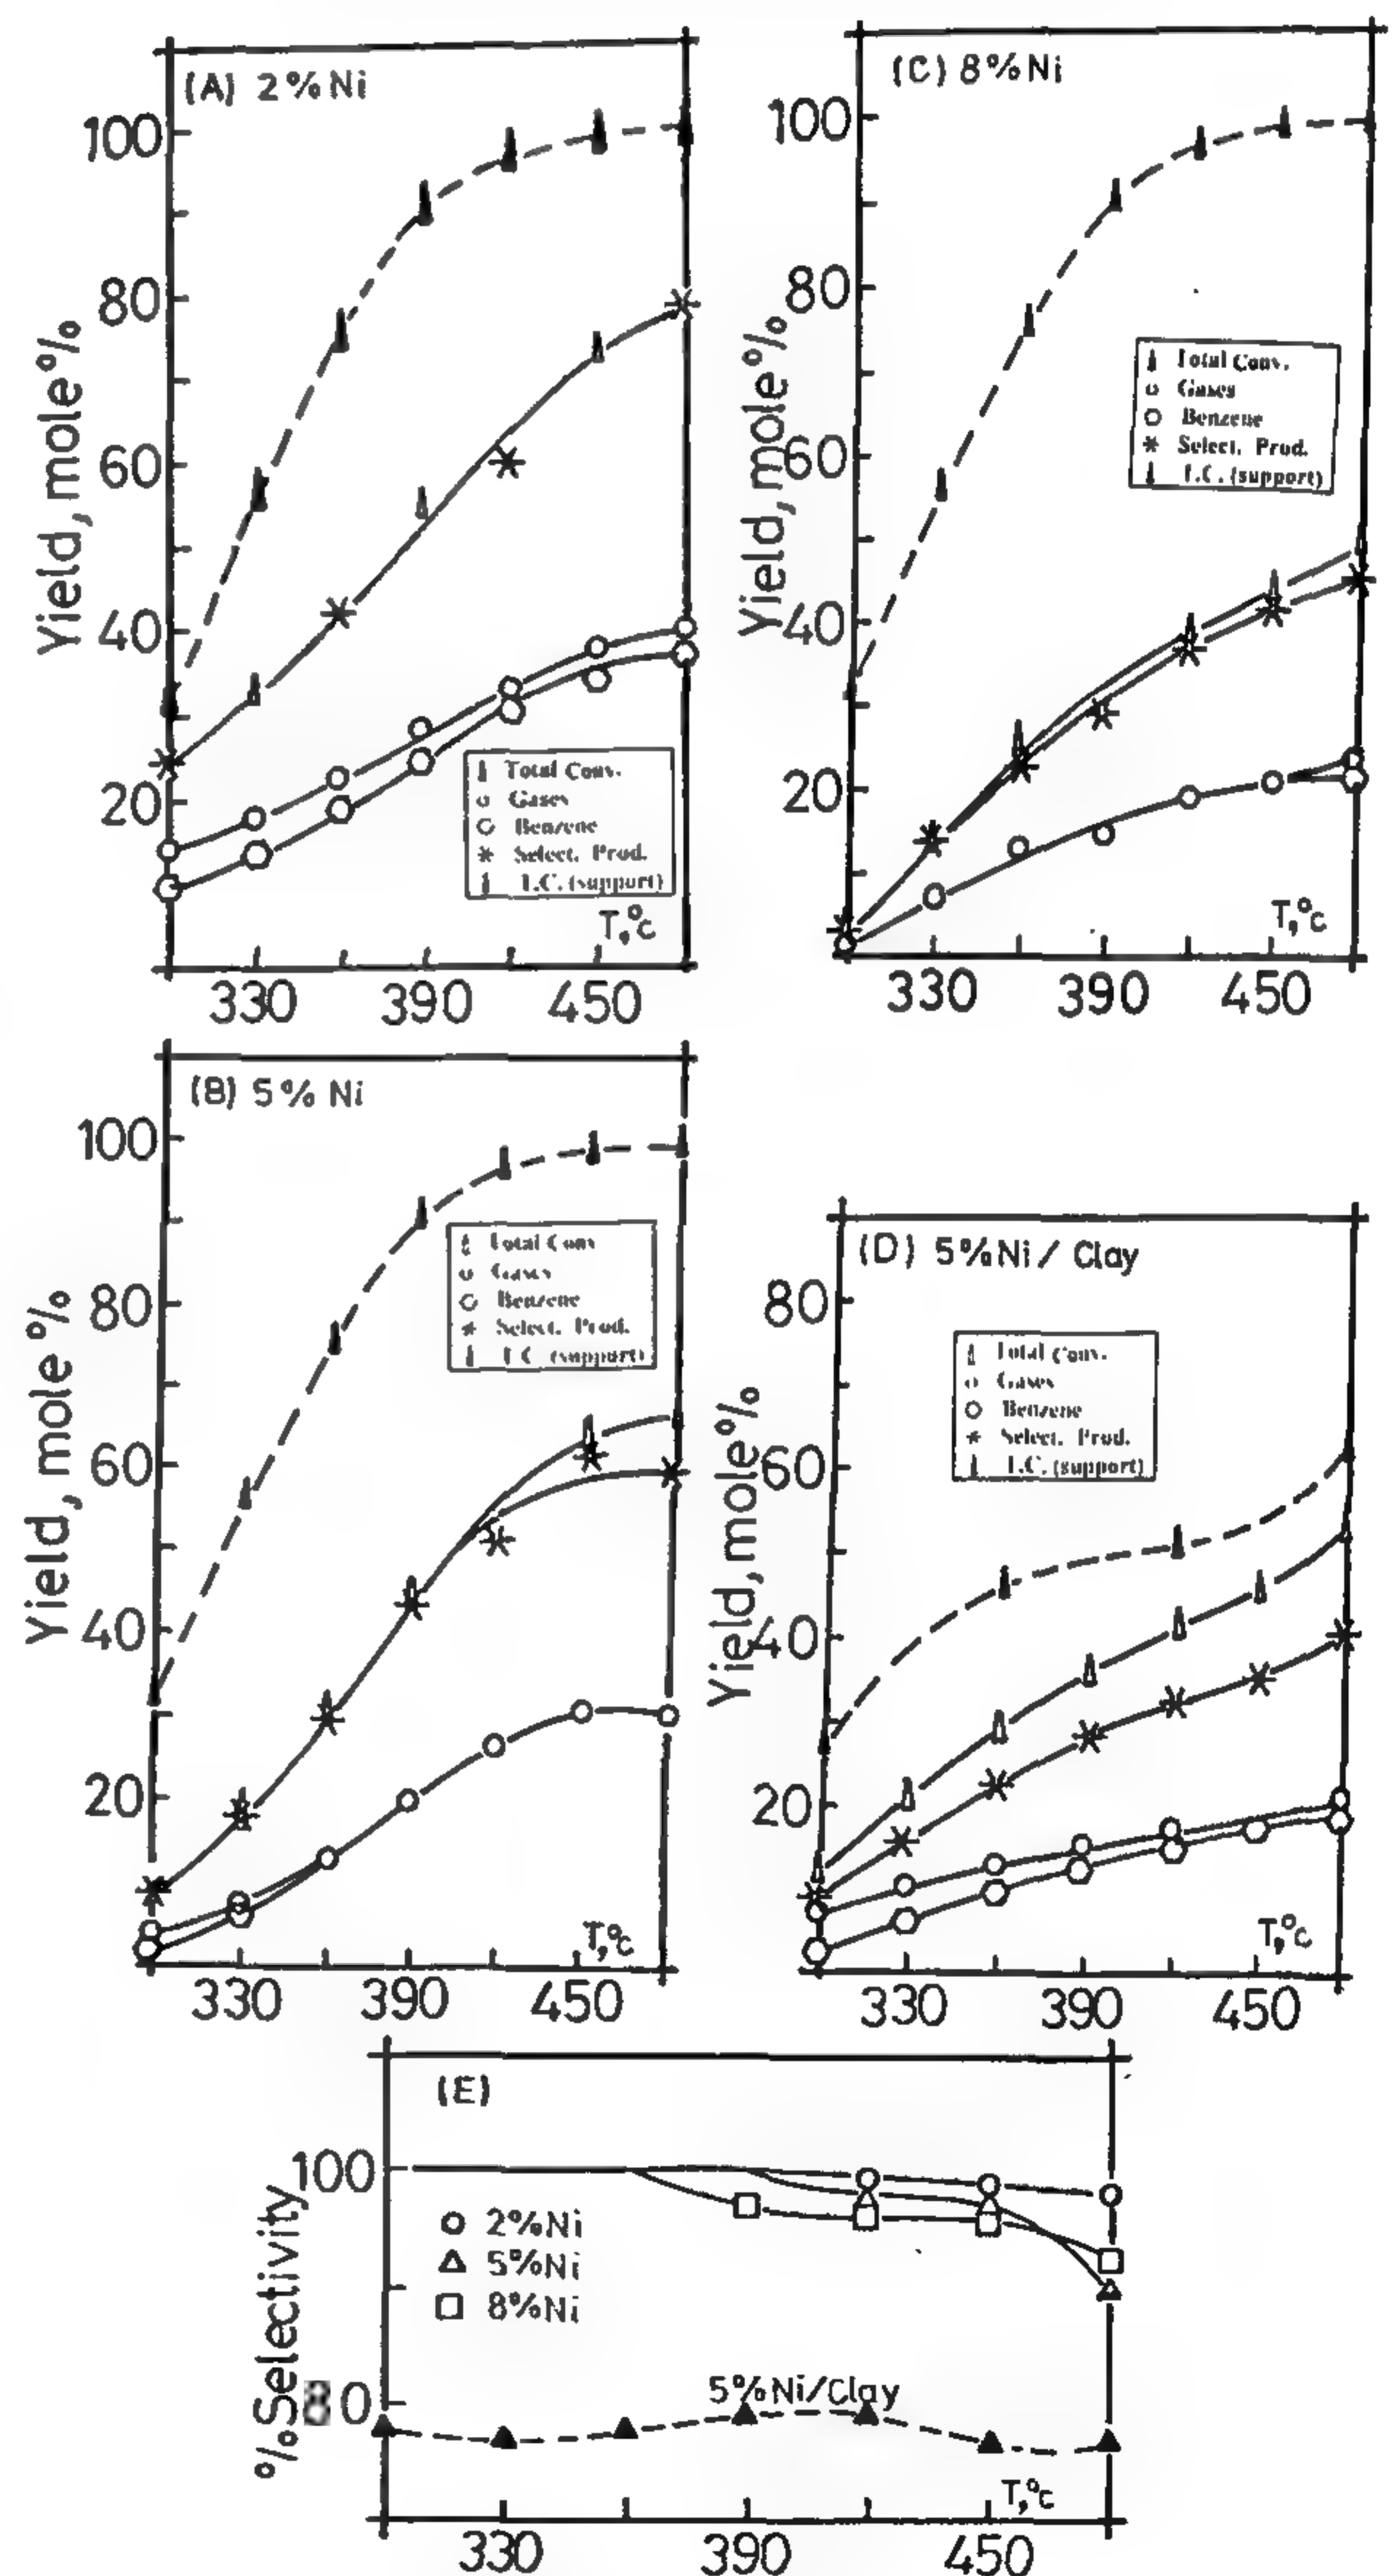 (A) 2%Ni
100
80
60
40
20
Yield, mole%
Total Conv.
Gases
Benzene
Select. Prod.
T.C. (support)
T,°C
330 390 450
(C) 8%Ni
100
80
60
40
20
Yield, mole%
Total Conv.
Gases
Benzene
Select. Prod.
T.C. (support)
T,°C
330 390 450
(B) 5% Ni
100
80
60
40
20
Yield, mole %
Total Conv
Gases
Benzene
Select. Prod.
T.C. (support)
T,°C
330 390 450
(D) 5%Ni/Clay
80
60
40
20
Yield, mole%
Total Conv.
Gases
Benzene
Select. Prod.
T.C. (support)
T,°C
330 390 450
(E)
100
80
%Selectivity
2%Ni
5%Ni
8%Ni
5%Ni/Clay
T,°C
330 390 450